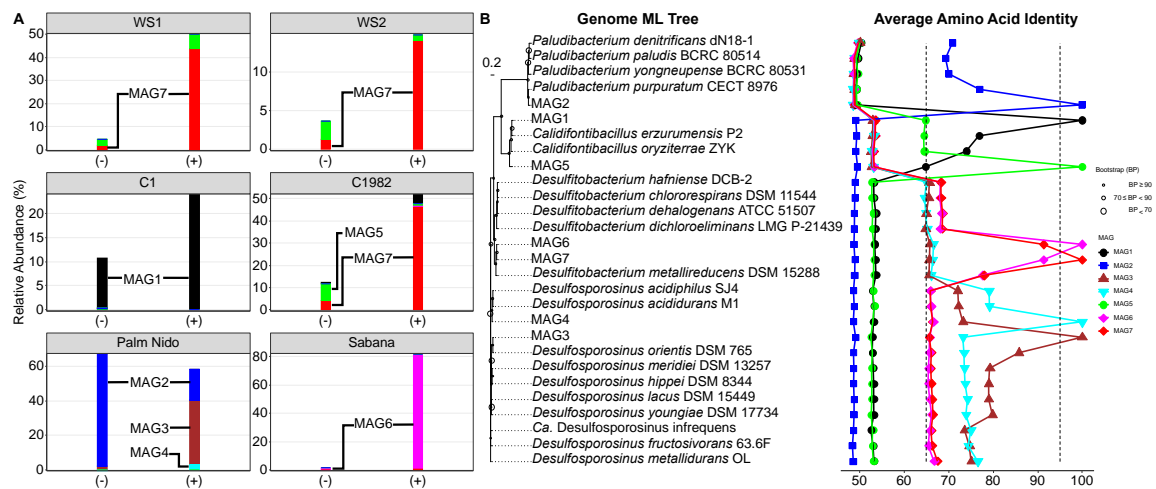 A
WS1
WS2
50
40
30
20
10
0
MAG7
(-)
(+)
15
10
5
0
MAG7
(-)
(+)
Relative Abundance (%)
C1
C1982
20
10
0
MAG1
(-)
(+)
50
40
30
20
10
0
MAG5
MAG7
(-)
(+)
Palm Nido
Sabana
60
40
20
0
MAG2
MAG3
MAG4
(-)
(+)
80
60
40
20
0
MAG6
(-)
(+)
B
Genome ML Tree
0.2
Paludibacterium denitrificans dN18-1
Paludibacterium paludis BCRC 80514
Paludibacterium yongneupense BCRC 80531
Paludibacterium purpuratum CECT 8976
MAG2
MAG1
Calidifontibacillus erzurumensis P2
Calidifontibacillus oryziterrae ZYK
MAG5
Desulfitobacterium hafniense DCB-2
Desulfitobacterium chlororespirans DSM 11544
Desulfitobacterium dehalogenans ATCC 51507
Desulfitobacterium dichloroeliminans LMG P-21439
MAG6
MAG7
Desulfitobacterium metallireducens DSM 15288
Desulfosporosinus acidiphilus SJ4
Desulfosporosinus acididurans M1
MAG4
MAG3
Desulfosporosinus orientis DSM 765
Desulfosporosinus meridiei DSM 13257
Desulfosporosinus hippei DSM 8344
Desulfosporosinus lacus DSM 15449
Desulfosporosinus youngiae DSM 17734
Ca. Desulfosporosinus infrequens
Desulfosporosinus fructosivorans 63.6F
Desulfosporosinus metallidurans OL
Average Amino Acid Identity
50 60 70 80 90 100
Bootstrap (BP)
BP ≥ 90
70 ≤ BP < 90
BP < 70
MAG
MAG1
MAG2
MAG3
MAG4
MAG5
MAG6
MAG7